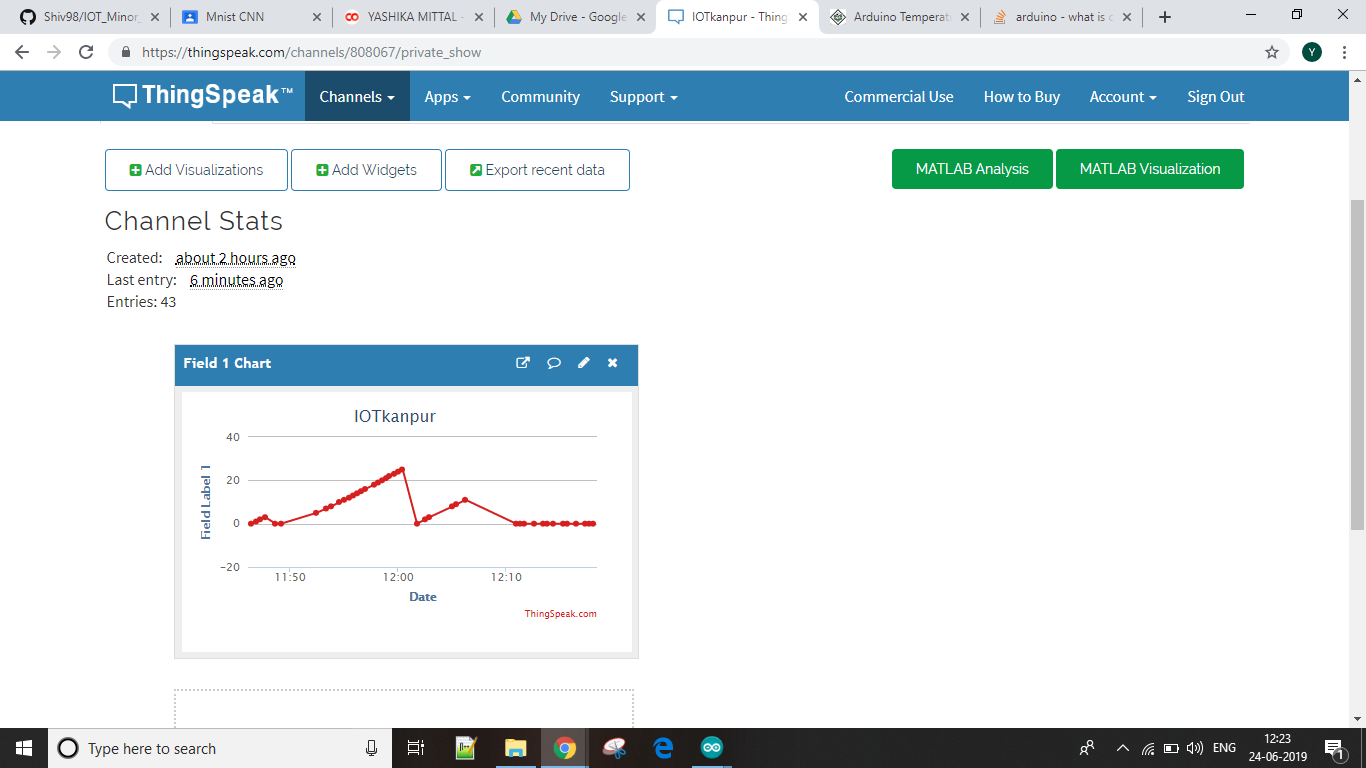 Shiv98/IOT_Minor_
Mnist CNN
YASHIKA MITTAL -
My Drive - Google
IOTkanpur - Thing
Arduino Temperat
arduino - what is
https://thingspeak.com/channels/808067/private_show
Y
ThingSpeak™
Channels
Apps
Community
Support
Commercial Use
How to Buy
Account
Sign Out
Add Visualizations
Add Widgets
Export recent data
MATLAB Analysis
MATLAB Visualization
Channel Stats
Created: about 2 hours ago
Last entry: 6 minutes ago
Entries: 43
Field 1 Chart
IOTkanpur
Field Label 1
40
20
0
-20
11:50 12:00 12:10
Date
ThingSpeak.com
Type here to search
ENG
12:23
24-06-2019
1